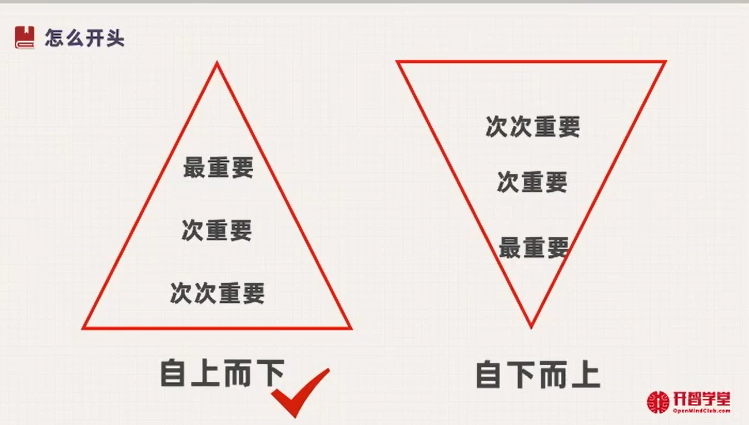 怎么开头
最重要
次重要
次次重要
自上而下
次次重要
次重要
最重要
自下而上
开智学堂
OpenMindClub.com